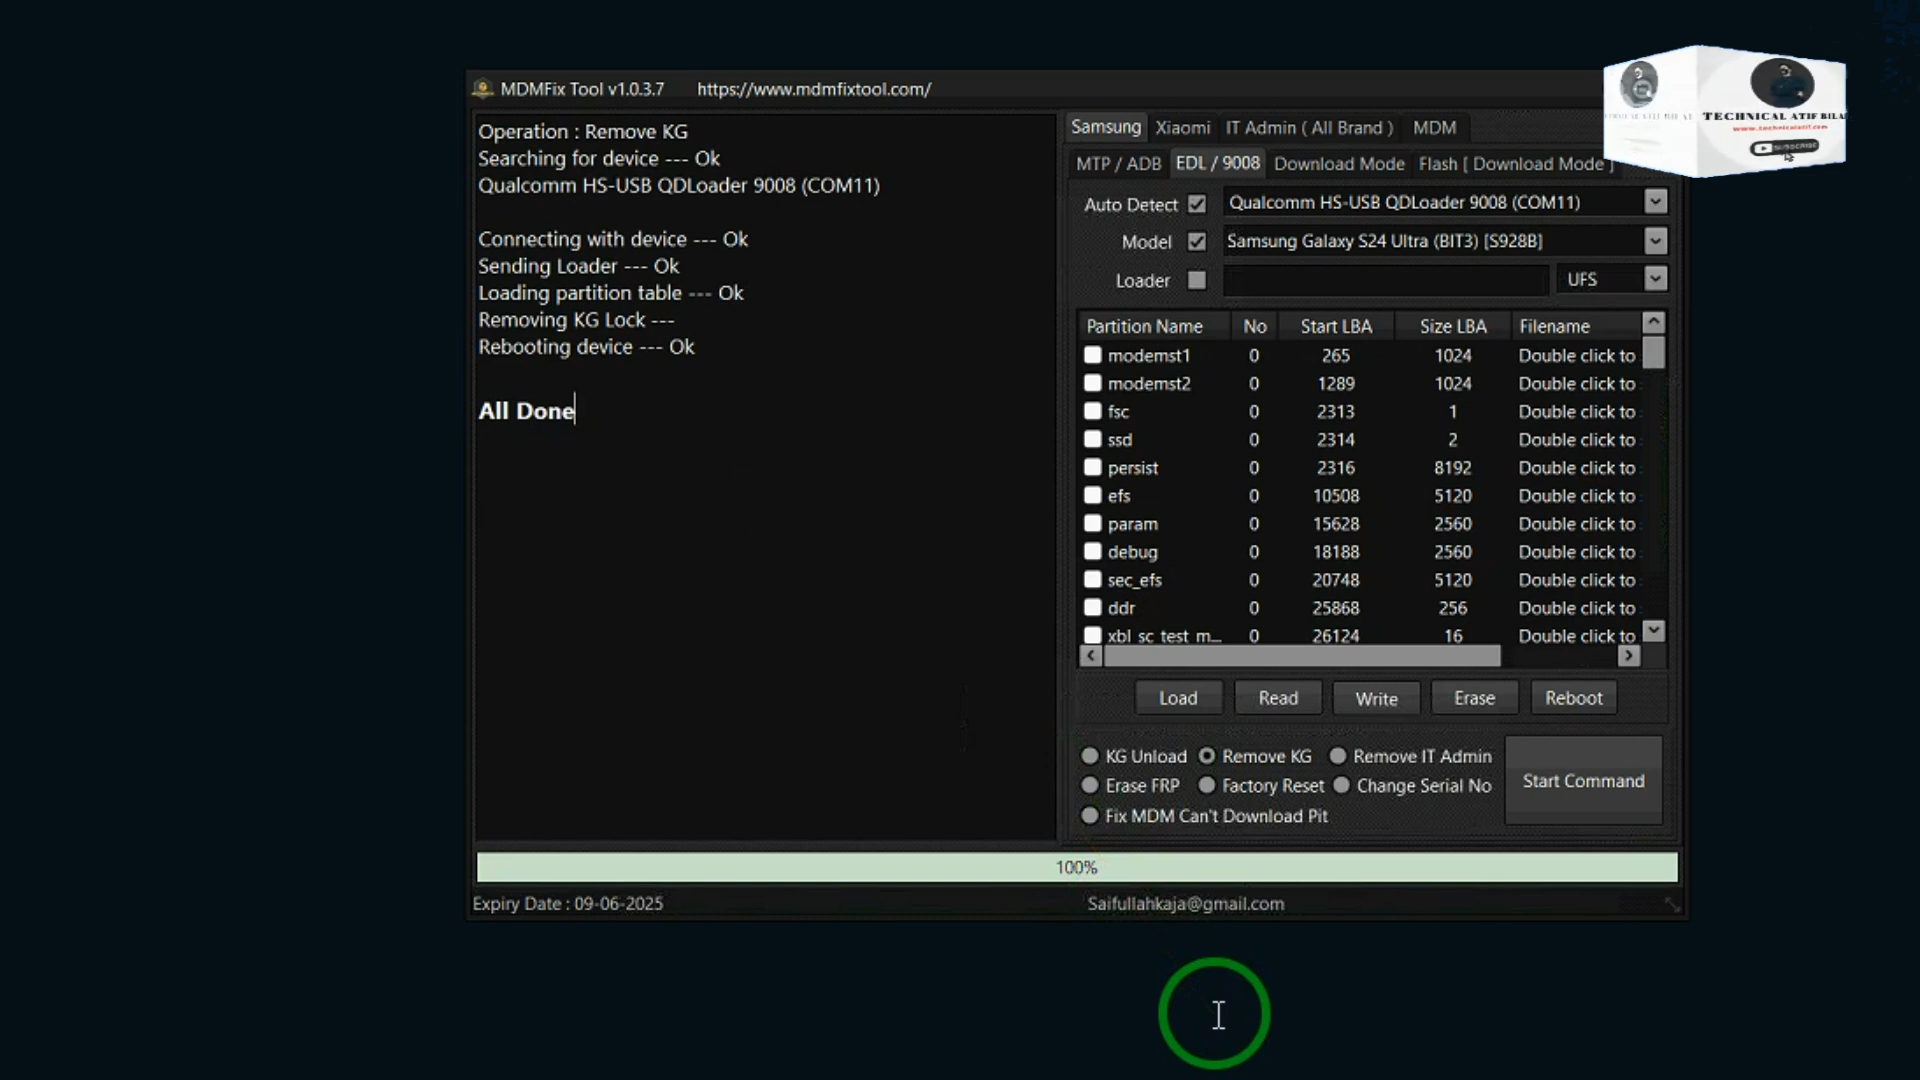 MDMFix Tool v1.0.3.7 https://www.mdmfixtool.com/
TECHNICAL ATIF BILA
www.technicalatif.com
SUBSCRIBE
Operation : Remove KG
Searching for device --- Ok
Qualcomm HS-USB QDLoader 9008 (COM11)
Connecting with device --- Ok
Sending Loader --- Ok
Loading partition table --- Ok
Removing KG Lock ---
Rebooting device --- Ok
All Done
Samsung Xiaomi IT Admin ( All Brand ) MDM
MTP / ADB EDL / 9008 Download Mode Flash [ Download Mode ]
Auto Detect Qualcomm HS-USB QDLoader 9008 (COM11)
Model Samsung Galaxy S24 Ultra (BIT3) [S928B]
Loader UFS
Partition Name No Start LBA Size LBA Filename
modemst1 0 265 1024 Double click to
modemst2 0 1289 1024 Double click to
fsc 0 2313 1 Double click to
ssd 0 2314 2 Double click to
persist 0 2316 8192 Double click to
efs 0 10508 5120 Double click to
param 0 15628 2560 Double click to
debug 0 18188 2560 Double click to
sec_efs 0 20748 5120 Double click to
ddr 0 25868 256 Double click to
xbl_sc_test_m... 0 26124 16 Double click to
Load Read Write Erase Reboot
KG Unload Remove KG Remove IT Admin
Erase FRP Factory Reset Change Serial No
Fix MDM Can't Download Pit
Start Command
100%
Expiry Date : 09-06-2025 Saifullahkaja@gmail.com